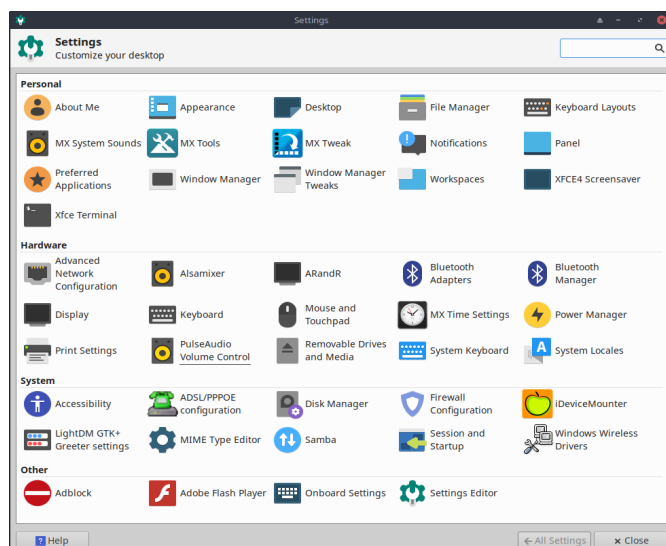 Settings
Settings
Customize your desktop
Personal
About Me
Appearance
Desktop
File Manager
Keyboard Layouts
MX System Sounds
MX Tools
MX Tweak
Notifications
Panel
Preferred
Applications
Window Manager
Window Manager
Tweaks
Workspaces
XFCE4 Screensaver
Xfce Terminal
Hardware
Advanced
Network
Configuration
Alsamixer
ARandR
Bluetooth
Adapters
Bluetooth
Manager
Display
Keyboard
Mouse and
Touchpad
MX Time Settings
Power Manager
Print Settings
PulseAudio
Volume Control
Removable Drives
and Media
System Keyboard
A
System Locales
System
Accessibility
ADSL/PPPOE
configuration
Disk Manager
Firewall
Configuration
iDeviceMounter
LightDM GTK+
Greeter settings
MIME Type Editor
Samba
Session and
Startup
Windows Wireless
Drivers
Other
Adblock
Adobe Flash Player
Onboard Settings
Settings Editor
? Help
← All Settings
× Close